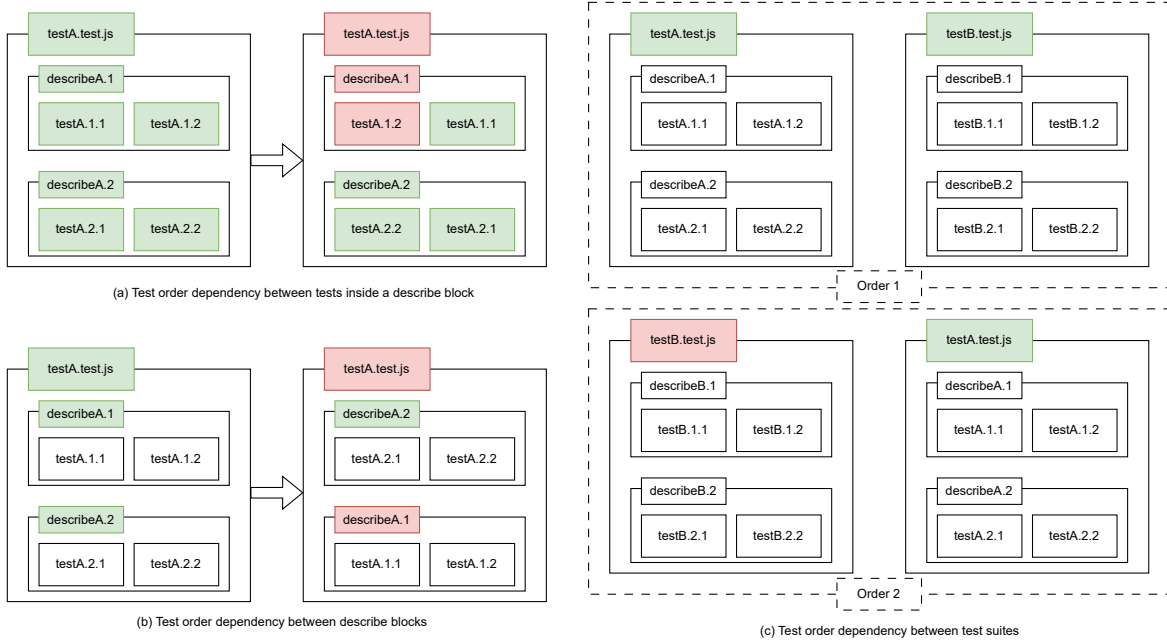 testA.test.js
describeA.1
testA.1.1 testA.1.2
describeA.2
testA.2.1 testA.2.2
testA.test.js
describeA.1
testA.1.2 testA.1.1
describeA.2
testA.2.2 testA.2.1
(a) Test order dependency between tests inside a describe block
testA.test.js
describeA.1
testA.1.1 testA.1.2
describeA.2
testA.2.1 testA.2.2
testA.test.js
describeA.2
testA.2.1 testA.2.2
describeA.1
testA.1.1 testA.1.2
(b) Test order dependency between describe blocks
testA.test.js
describeA.1
testA.1.1 testA.1.2
describeA.2
testA.2.1 testA.2.2
testB.test.js
describeB.1
testB.1.1 testB.1.2
describeB.2
testB.2.1 testB.2.2
Order 1
testB.test.js
describeB.1
testB.1.1 testB.1.2
describeB.2
testB.2.1 testB.2.2
testA.test.js
describeA.1
testA.1.1 testA.1.2
describeA.2
testA.2.1 testA.2.2
Order 2
(c) Test order dependency between test suites